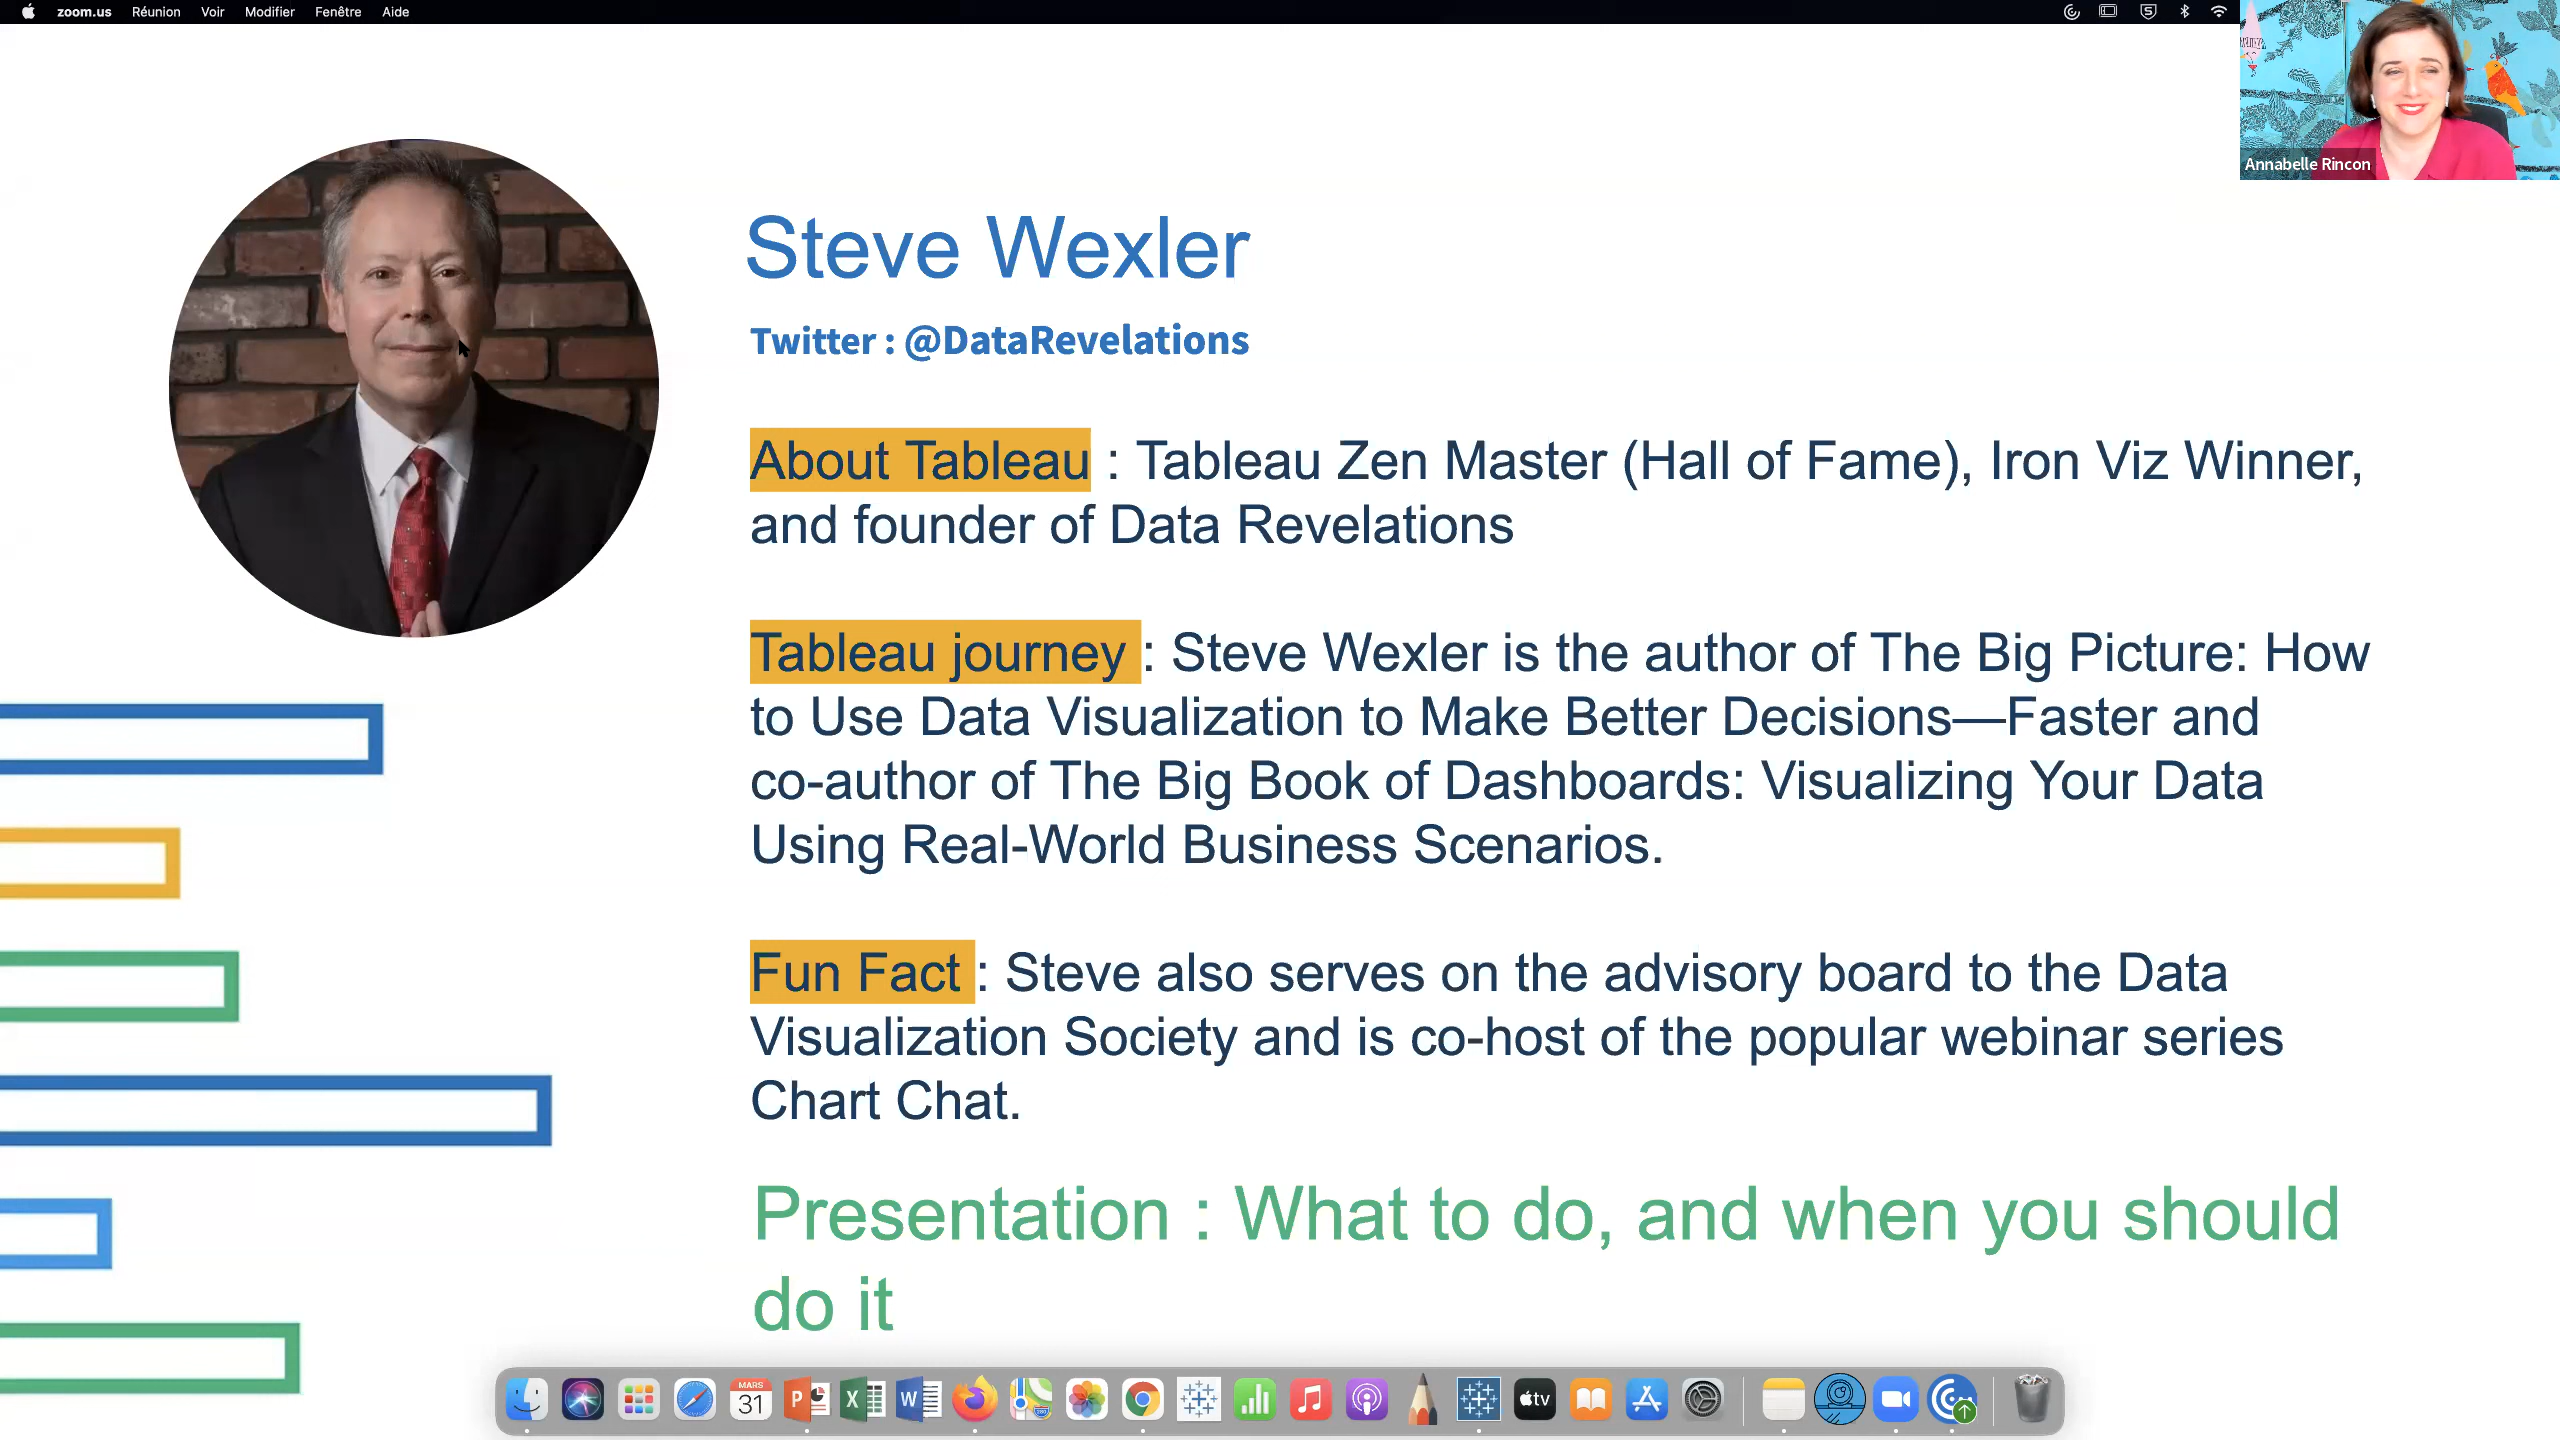 zoom.us Réunion Voir Modifier Fenêtre Aide
Annabelle Rincon
Steve Wexler
Twitter : @DataRevelations
About Tableau : Tableau Zen Master (Hall of Fame), Iron Viz Winner,
and founder of Data Revelations
Tableau journey : Steve Wexler is the author of The Big Picture: How
to Use Data Visualization to Make Better Decisions—Faster and
co-author of The Big Book of Dashboards: Visualizing Your Data
Using Real-World Business Scenarios.
Fun Fact : Steve also serves on the advisory board to the Data
Visualization Society and is co-host of the popular webinar series
Chart Chat.
Presentation : What to do, and when you should
do it
MARS
31
P
X
W
tv